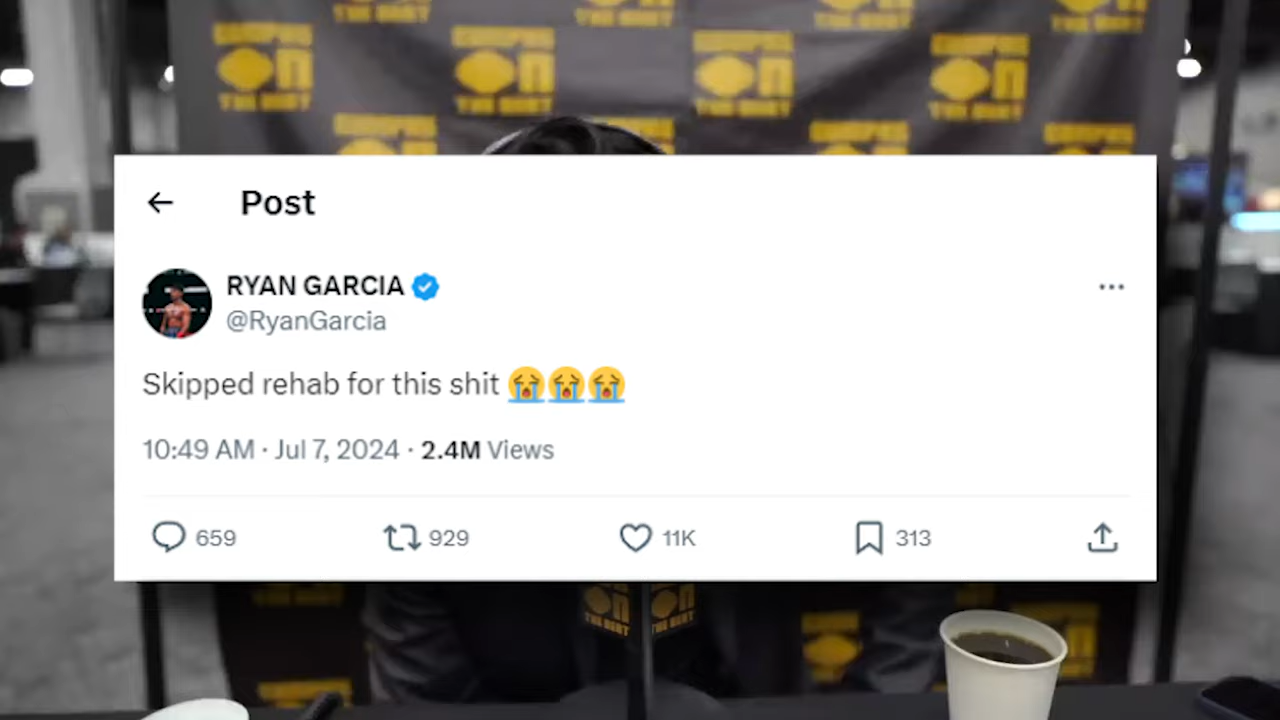 Post
RYAN GARCIA
@RyanGarcia
Skipped rehab for this shit 😭😭😭
10:49 AM · Jul 7, 2024 · 2.4M Views
659 929 11K 313